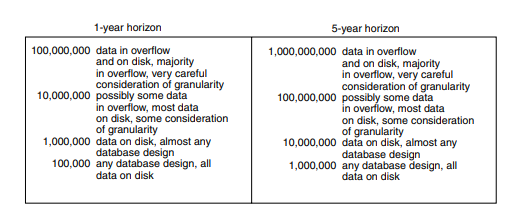 1-year horizon
100,000,000 data in overflow
and on disk, majority
in overflow, very careful
consideration of granularity
10,000,000 possibly some data
in overflow, most data
on disk, some consideration
of granularity
1,000,000 data on disk, almost any
database design
100,000 any database design, all
data on disk
5-year horizon
1,000,000,000 data in overflow
and on disk, majority
in overflow, very careful
consideration of granularity
100,000,000 possibly some data
in overflow, most data
on disk, some consideration
of granularity
10,000,000 data on disk, almost any
database design
1,000,000 any database design, all
data on disk